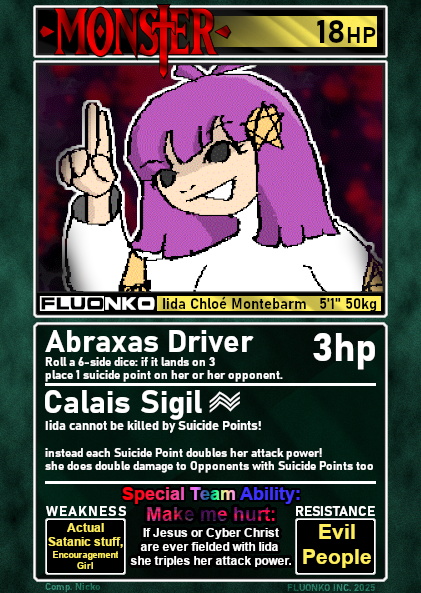 MONSTER
18HP
FLUONKO Iida Chloé Montebarm 5'1" 50kg
Abraxas Driver
3hp
Roll a 6-side dice: if it lands on 3
place 1 suicide point on her or her opponent.
Calais Sigil
Iida cannot be killed by Suicide Points!
instead each Suicide Point doubles her attack power!
she does double damage to Opponents with Suicide Points too
Special Team Ability:
Make me hurt:
If Jesus or Cyber Christ
are ever fielded with Iida
she triples her attack power.
WEAKNESS
Actual
Satanic stuff,
Encouragement
Girl
RESISTANCE
Evil
People
Comp. Nicko
FLUONKO INC. 2025